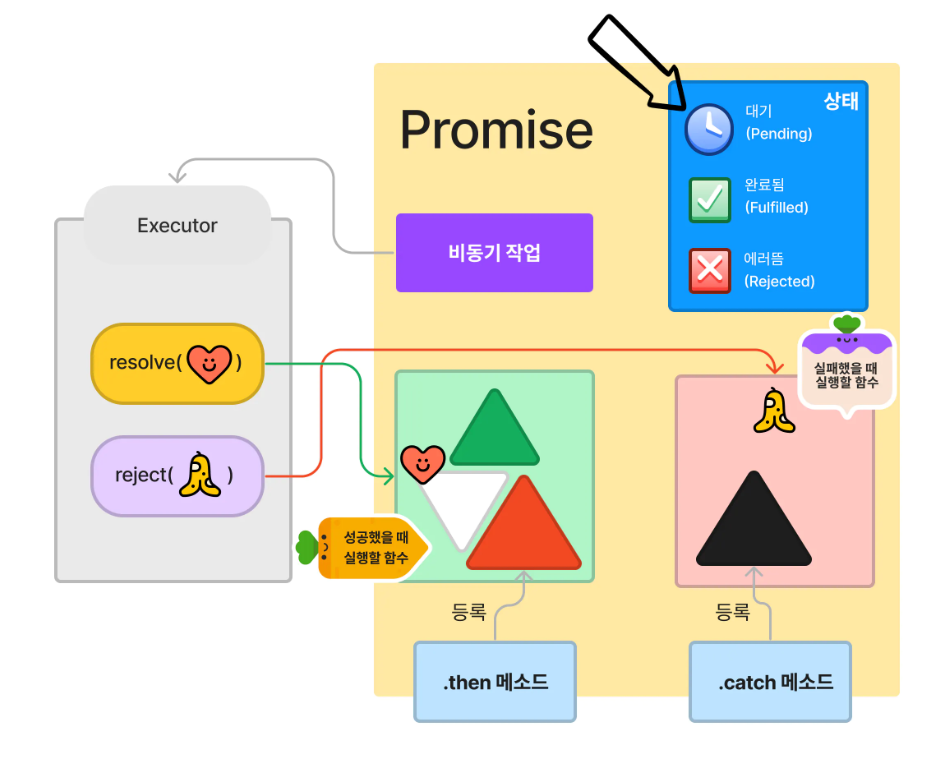 Promise
상태
대기
(Pending)
완료됨
(Fulfilled)
에러뜸
(Rejected)
Executor
비동기 작업
resolve( )
reject( )
실패했을 때
실행할 함수
성공했을 때
실행할 함수
등록
등록
.then 메소드
.catch 메소드